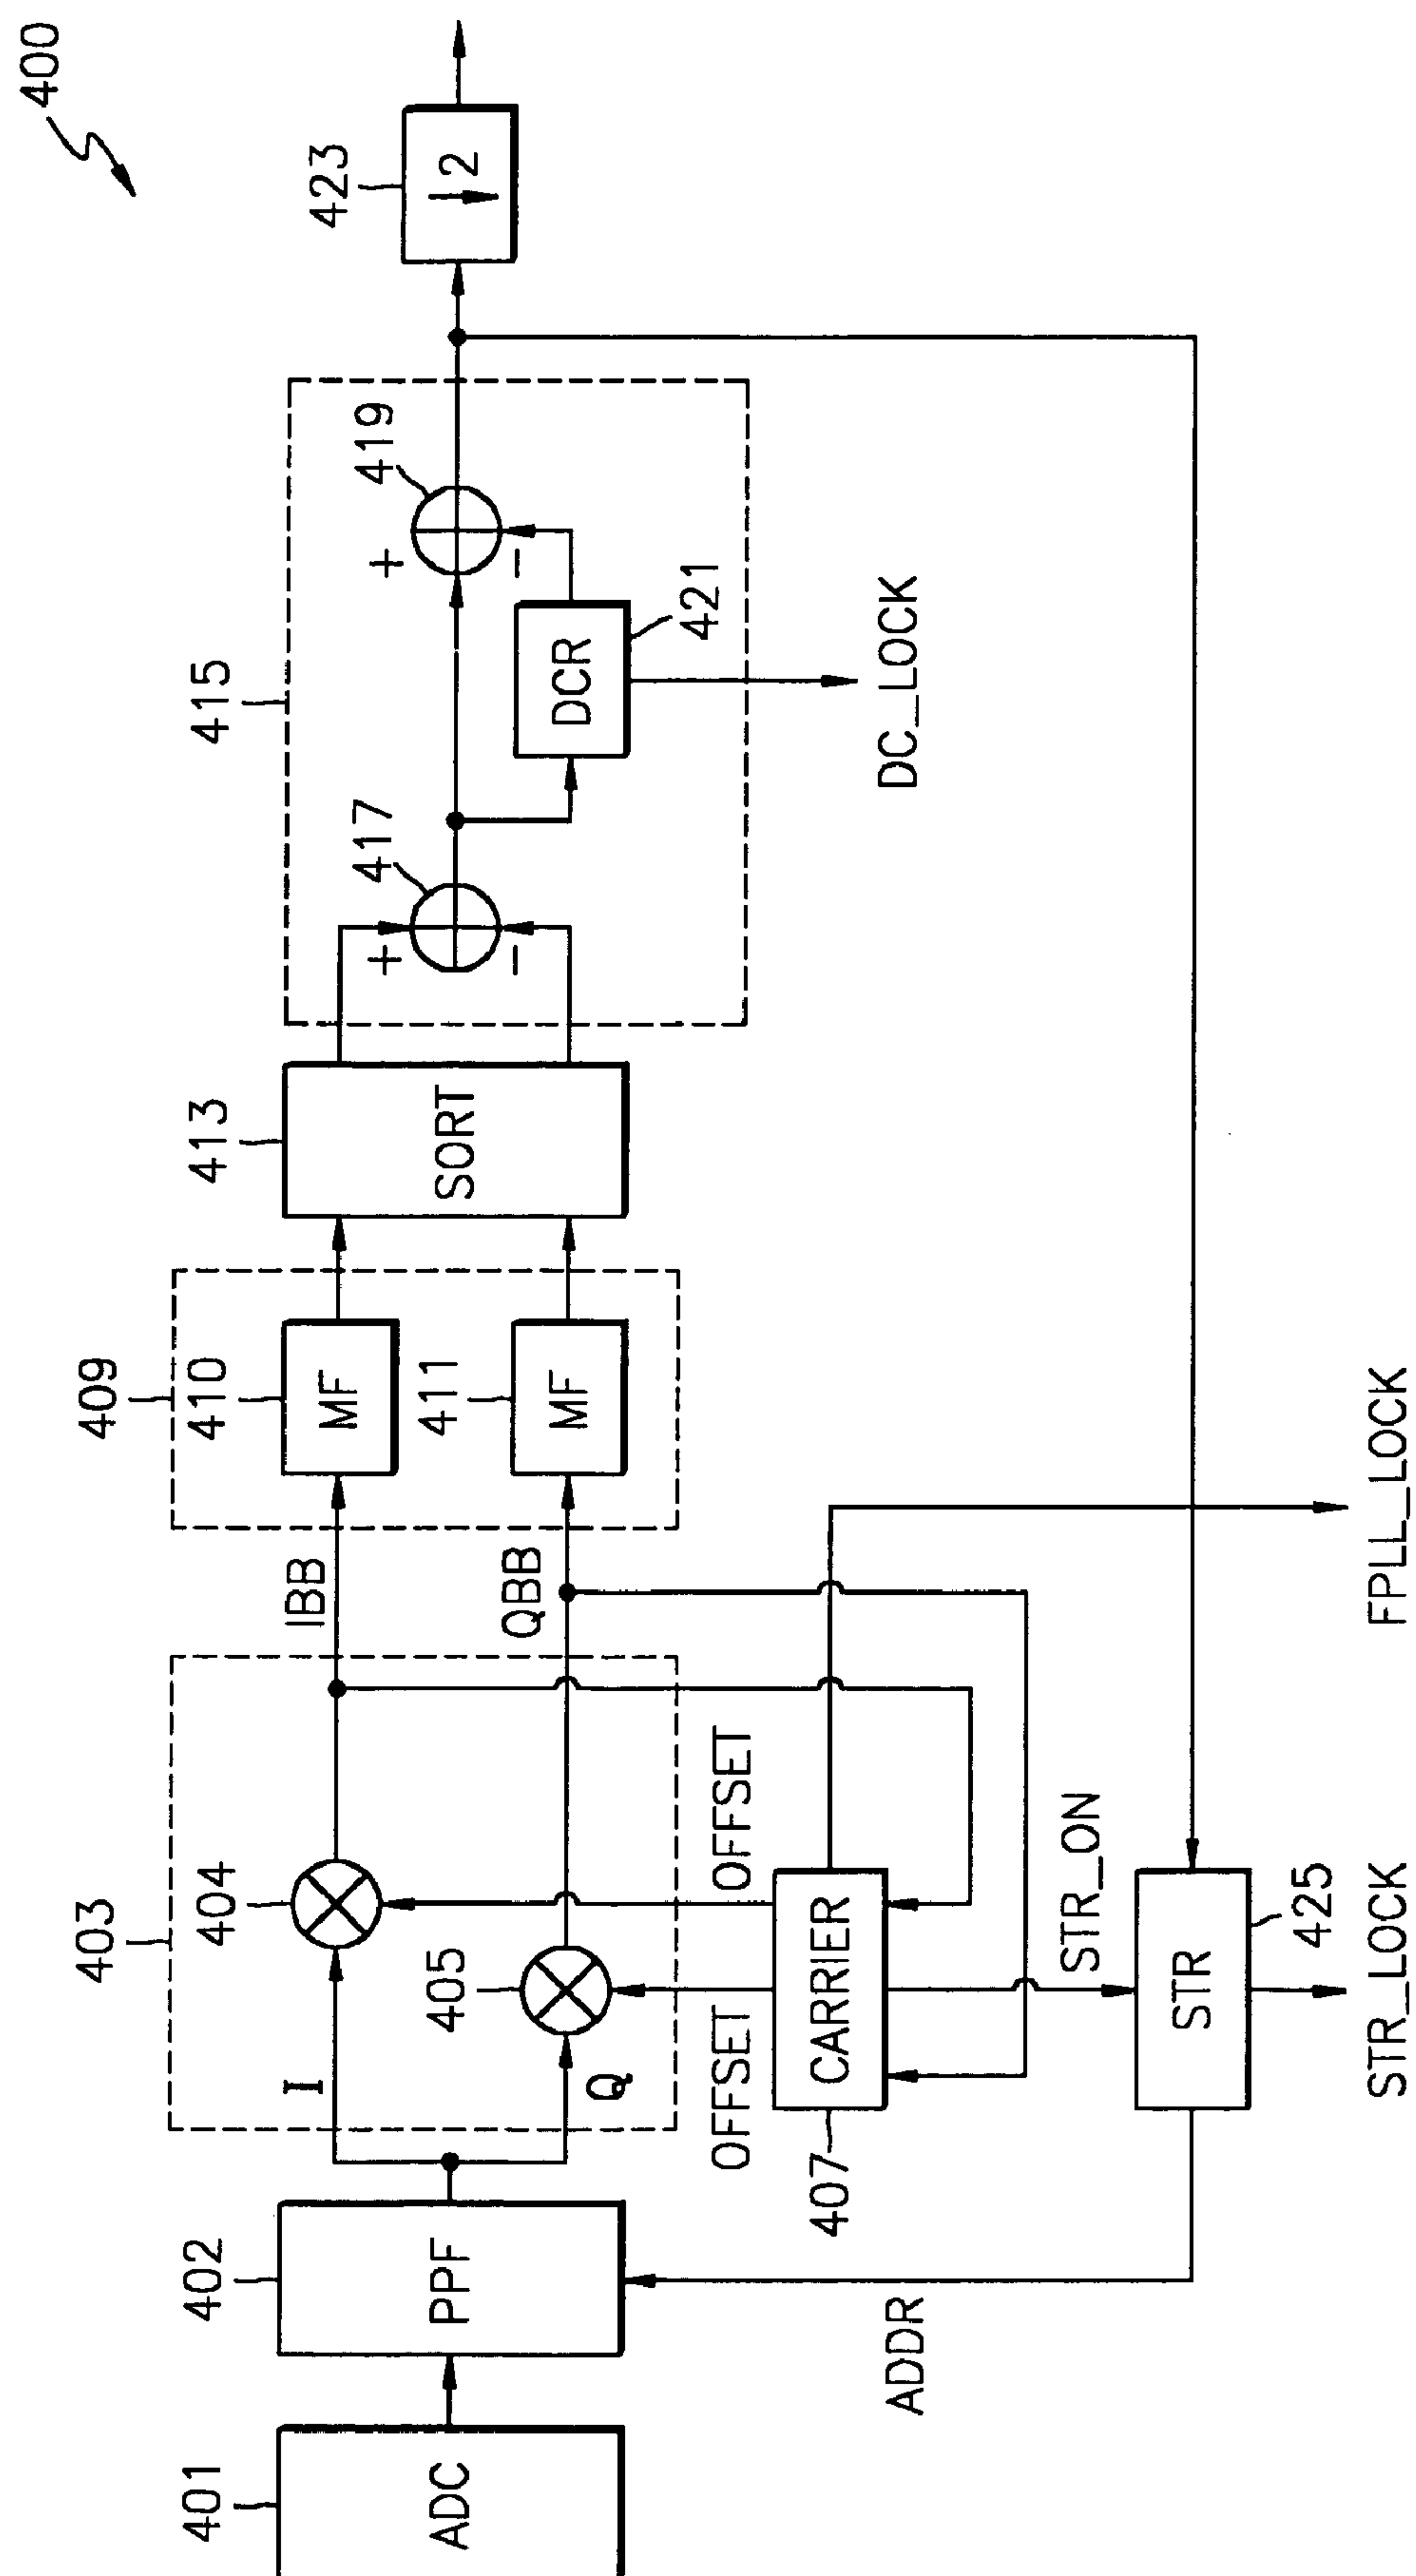 400
401
ADC
402
PPF
ADDR
403
I
Q
404
405
OFFSET
OFFSET
407
CARRIER
STR_ON
STR
425
STR_LOCK
FPLL_LOCK
IBB
QBB
409
410
MF
411
MF
413
SORT
415
417
+
−
419
+
−
DCR
421
DC_LOCK
423
↓2